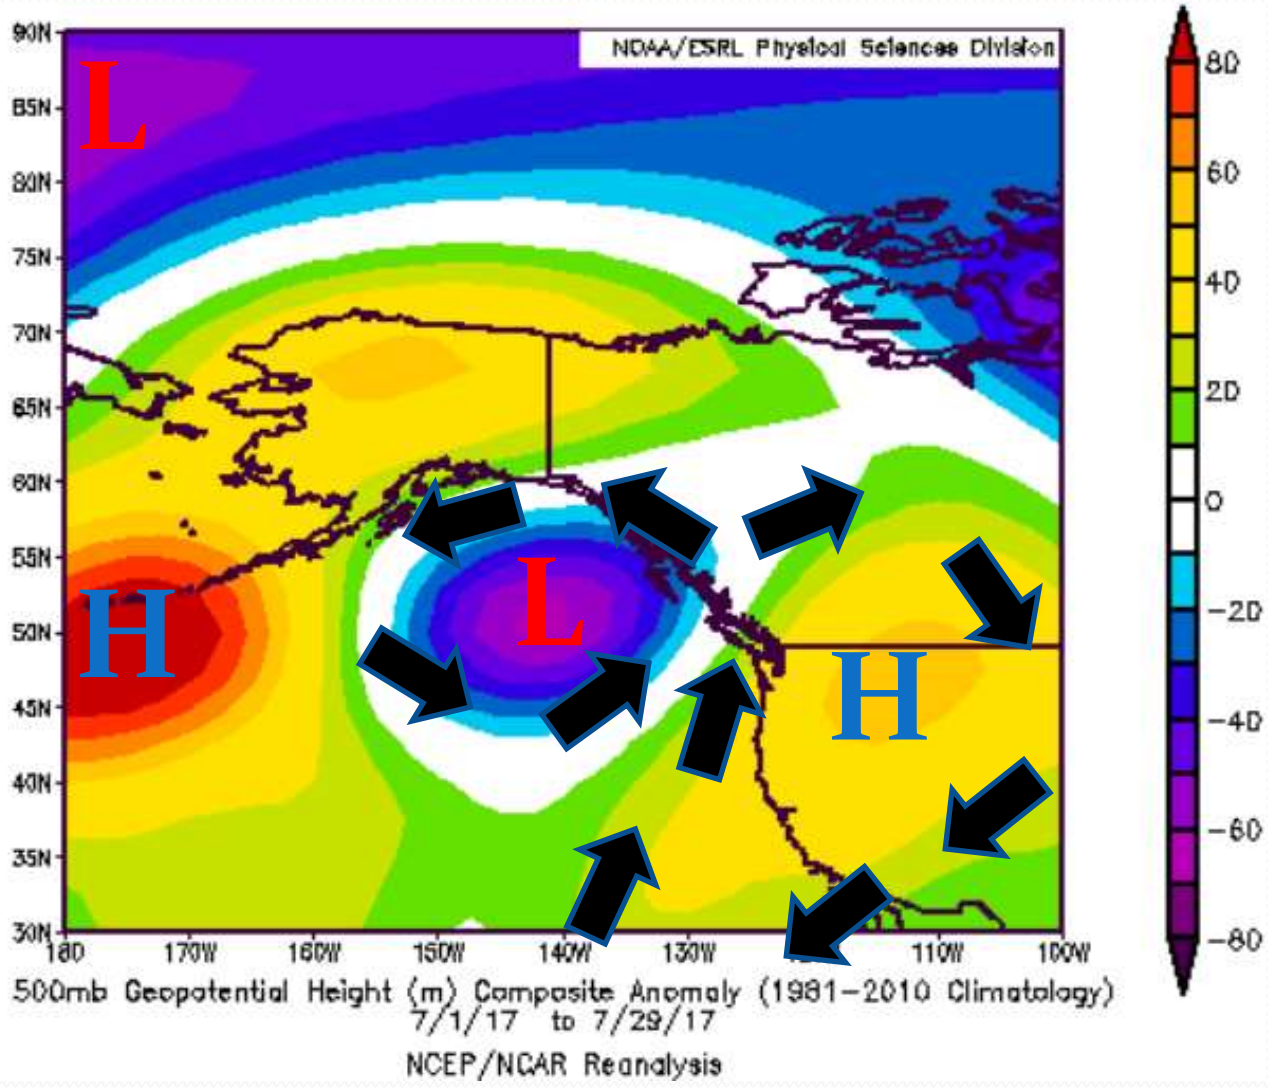 90N
NOAA/ESRL Physical Sciences Division
L
85N
80N
75N
70N
65N
60N
55N
50N
45N
40N
35N
30N
H
L
H
180 170W 160W 150W 140W 130W 110W 100W
80
60
40
20
0
-20
-40
-60
-80
500mb Geopotential Height (m) Composite Anomaly (1981-2010 Climatology)
7/1/17 to 7/29/17
NCEP/NCAR Reanalysis